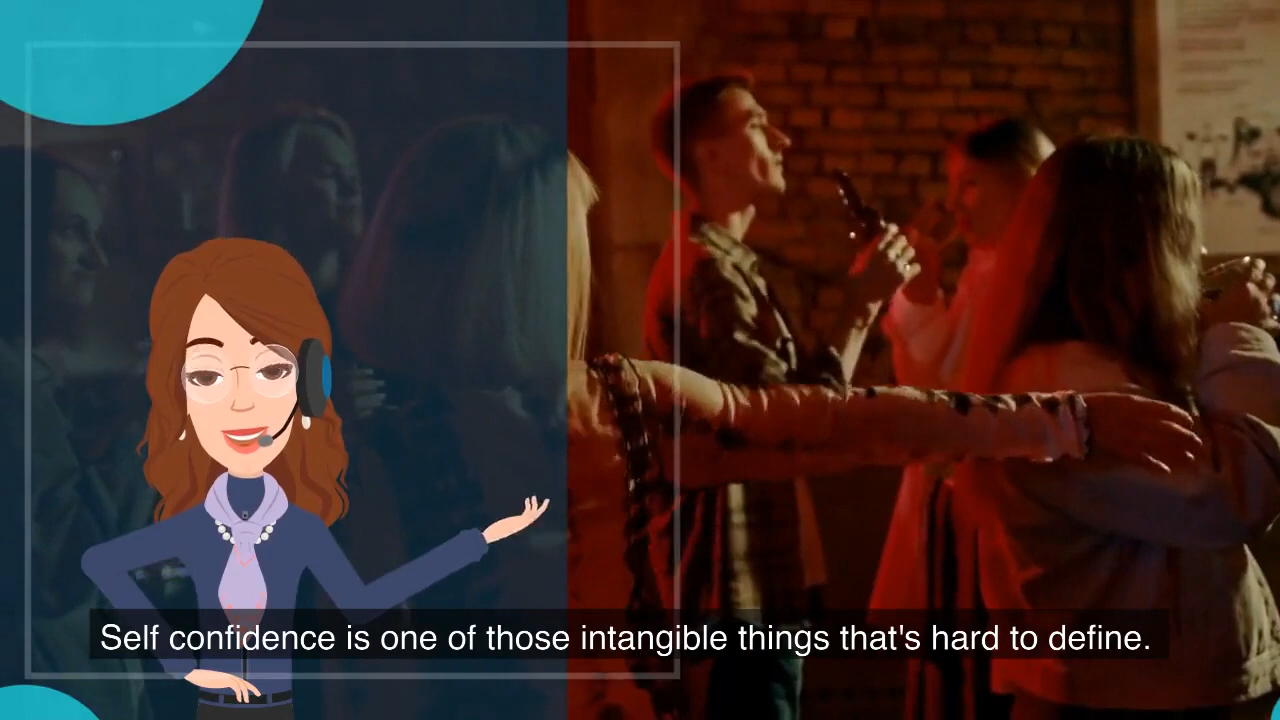 Self confidence is one of those intangible things that's hard to define.